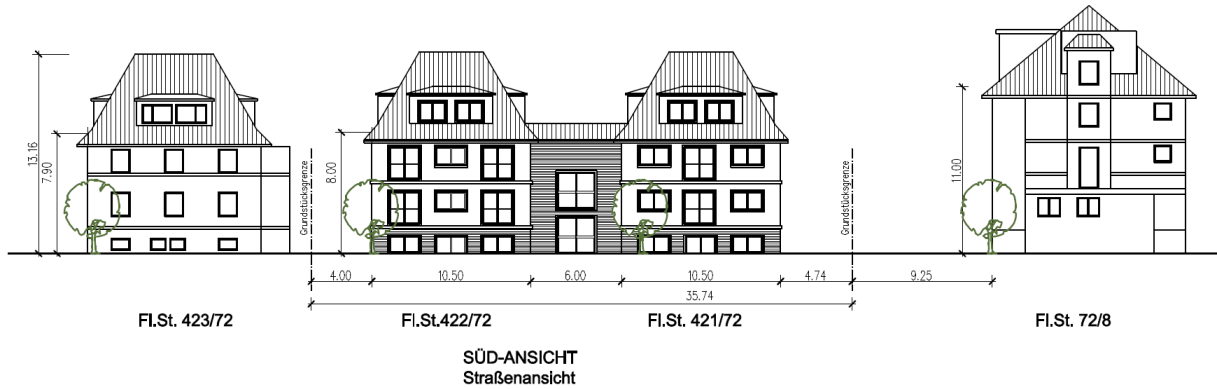 13.16
7.90
Grundstücksgrenze
8.00
Grundstücksgrenze
11.00
4.00
10.50
6.00
10.50
4.74
9.25
35.74
Fl.St. 423/72
Fl.St.422/72
Fl.St. 421/72
Fl.St. 72/8
SÜD-ANSICHT
Straßenansicht